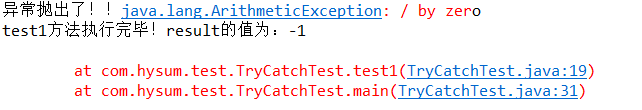 异常抛出了！！java.lang.ArithmeticException: / by zero
test1方法执行完毕！result的值为：-1
at com.hysum.test.TryCatchTest.test1(TryCatchTest.java:19)
at com.hysum.test.TryCatchTest.main(TryCatchTest.java:31)